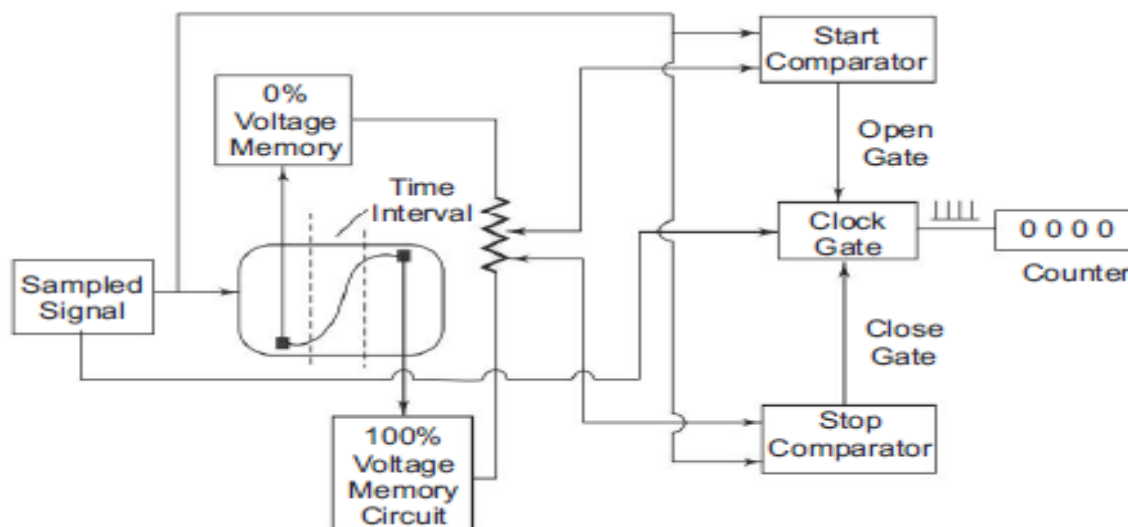 Start
Comparator
0%
Voltage
Memory
Open
Gate
Time
Interval
Clock
Gate
0 0 0 0
Counter
Sampled
Signal
Close
Gate
100%
Voltage
Memory
Circuit
Stop
Comparator